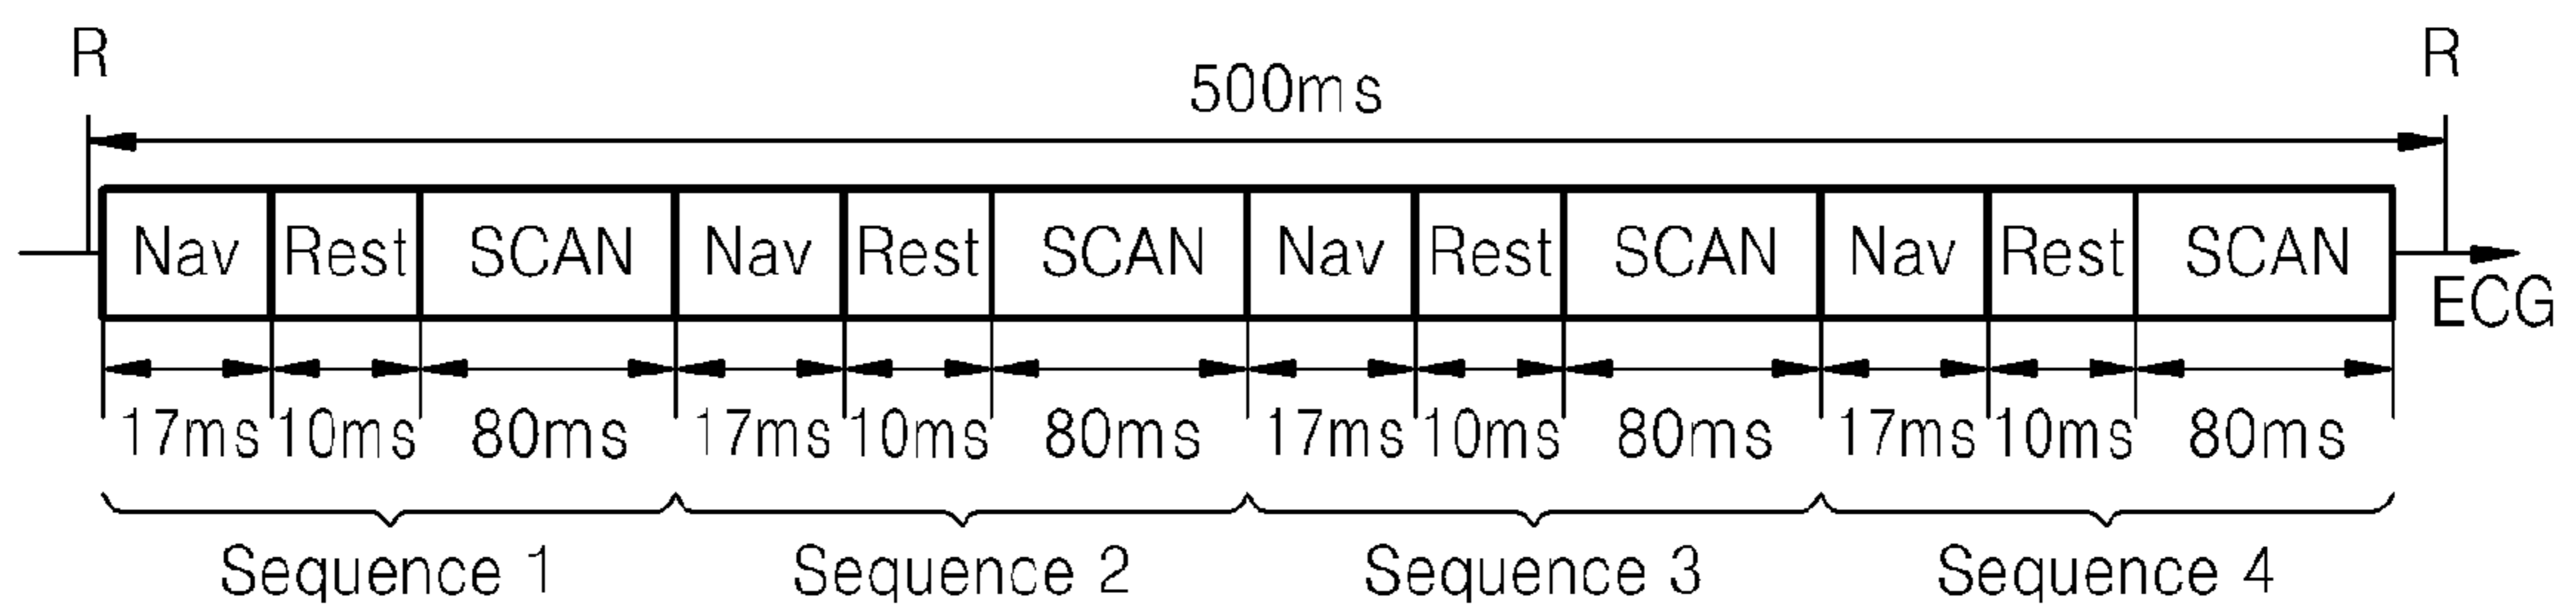 R R
500ms
Nav Rest SCAN Nav Rest SCAN Nav Rest SCAN Nav Rest SCAN
ECG
17ms 10ms 80ms 17ms 10ms 80ms 17ms 10ms 80ms 17ms 10ms 80ms
Sequence 1 Sequence 2 Sequence 3 Sequence 4